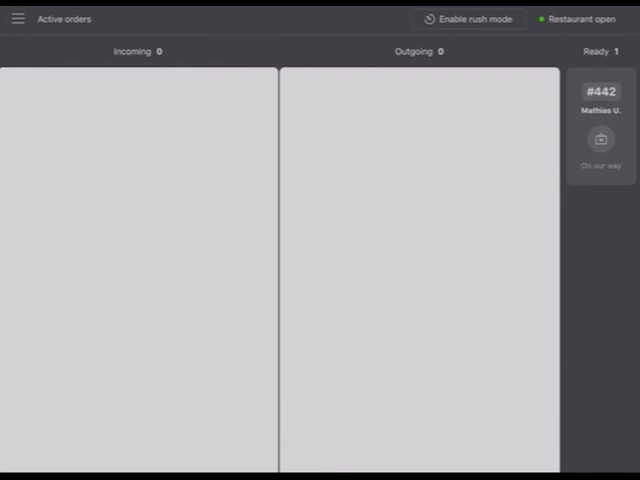 Active orders
Enable rush mode
Restaurant open
Incoming 0
Outgoing 0
Ready 1
#442
Mathias U.
On our way